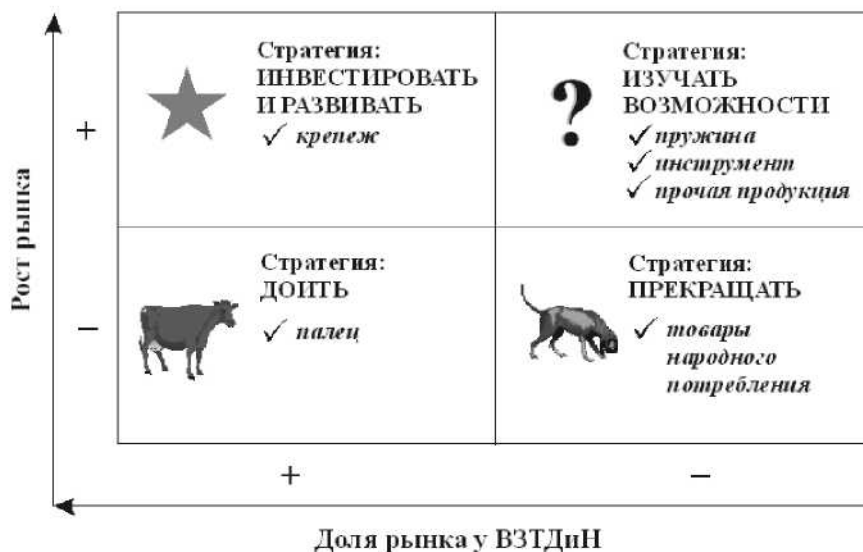 Стратегия:
ИНВЕСТИРОВАТЬ
И РАЗВИВАТЬ
✓ крепеж
Стратегия:
ИЗУЧАТЬ
ВОЗМОЖНОСТИ
✓ пружина
✓ инструмент
✓ прочая продукция
?
Рост рынка
+
−
Стратегия:
ДОИТЬ
✓ палец
Стратегия:
ПРЕКРАЩАТЬ
✓ товары
народного
потребления
+
−
Доля рынка у ВЗТДиН